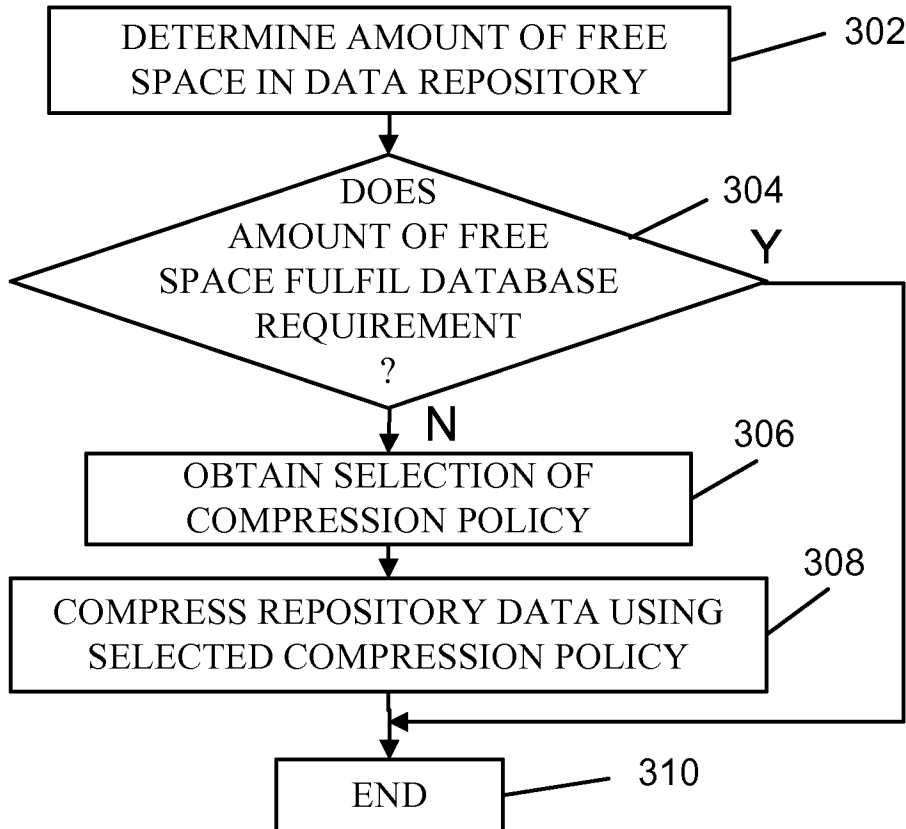 DETERMINE AMOUNT OF FREE
SPACE IN DATA REPOSITORY
302
DOES
AMOUNT OF FREE
SPACE FULFIL DATABASE
REQUIREMENT
?
304
Y
N
OBTAIN SELECTION OF
COMPRESSION POLICY
306
COMPRESS REPOSITORY DATA USING
SELECTED COMPRESSION POLICY
308
END
310